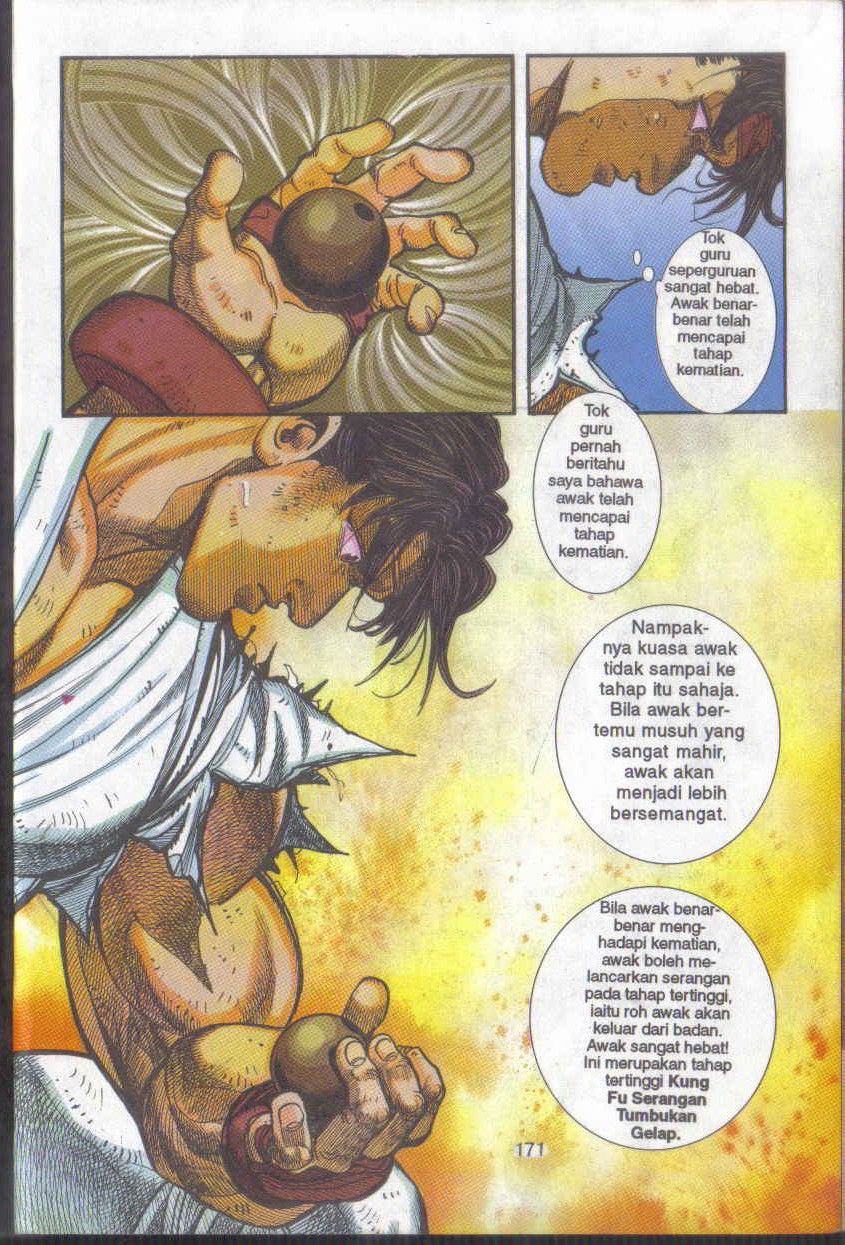 Tok
guru
seperguruan
sangat hebat.
Awak benar-
benar telah
mencapai
tahap
kematian.
Tok
guru
pernah
beritahu
saya bahawa
awak telah
mencapai
tahap
kematian.
Nampak-
nya kuasa awak
tidak sampai ke
tahap itu sahaja.
Bila awak ber-
temu musuh yang
sangat mahir,
awak akan
menjadi lebih
bersemangat.
Bila awak benar-
benar meng-
hadapi kematian,
awak boleh me-
lancarkan serangan
pada tahap tertinggi,
iaitu roh awak akan
keluar dari badan.
Awak sangat hebat!
Ini merupakan tahap
tertinggi Kung
Fu Serangan
Tumbukan
Gelap.
171